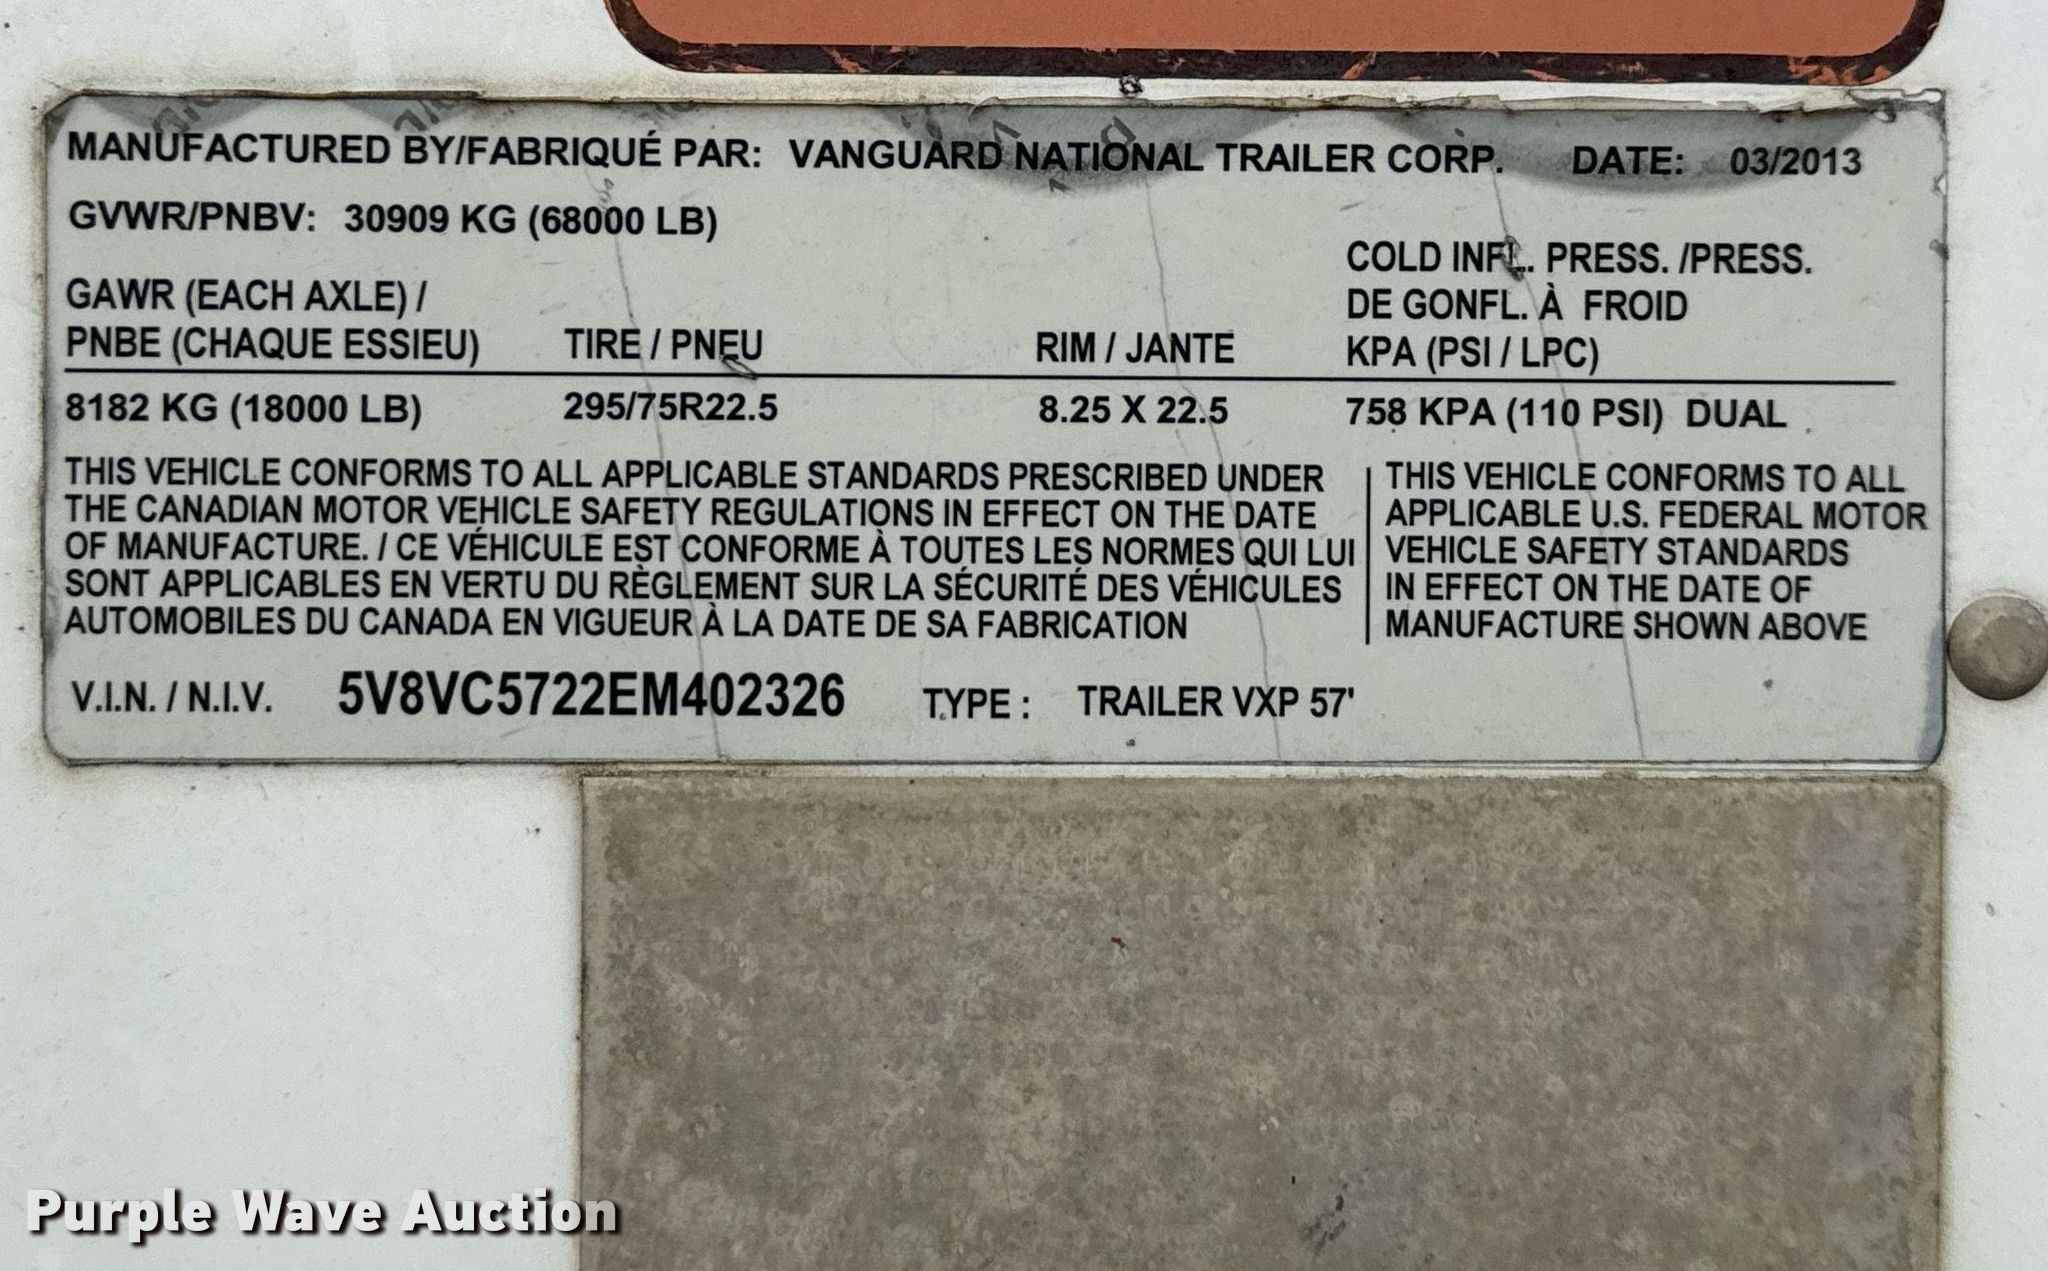 MANUFACTURED BY/FABRIQUÉ PAR: VANGUARD NATIONAL TRAILER CORP. DATE: 03/2013
GVWR/PNBV: 30909 KG (68000 LB)
GAWR (EACH AXLE) /
PNBE (CHAQUE ESSIEU) TIRE / PNEU RIM / JANTE
COLD INFL. PRESS. /PRESS.
DE GONFL. À FROID
KPA (PSI / LPC)
8182 KG (18000 LB) 295/75R22.5 8.25 X 22.5 758 KPA (110 PSI) DUAL
THIS VEHICLE CONFORMS TO ALL APPLICABLE STANDARDS PRESCRIBED UNDER
THE CANADIAN MOTOR VEHICLE SAFETY REGULATIONS IN EFFECT ON THE DATE
OF MANUFACTURE. / CE VÉHICULE EST CONFORME À TOUTES LES NORMES QUI LUI
SONT APPLICABLES EN VERTU DU RÈGLEMENT SUR LA SÉCURITÉ DES VÉHICULES
AUTOMOBILES DU CANADA EN VIGUEUR À LA DATE DE SA FABRICATION
THIS VEHICLE CONFORMS TO ALL
APPLICABLE U.S. FEDERAL MOTOR
VEHICLE SAFETY STANDARDS
IN EFFECT ON THE DATE OF
MANUFACTURE SHOWN ABOVE
V.I.N. / N.I.V. 5V8VC5722EM402326 TYPE : TRAILER VXP 57'
Purple Wave Auction